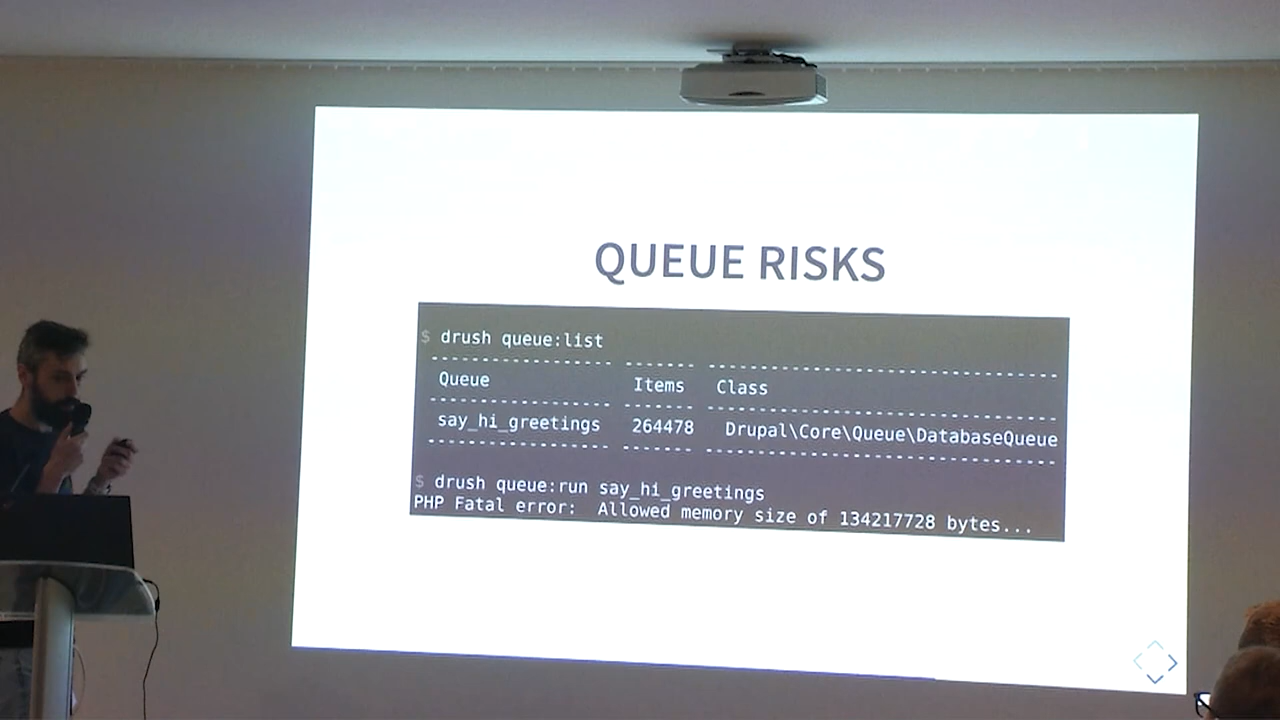 QUEUE RISKS
$ drush queue:list
------------------ ------- -----------------------------------
Queue Items Class
------------------ ------- -----------------------------------
say_hi_greetings 264478 Drupal\Core\Queue\DatabaseQueue
------------------ ------- -----------------------------------
$ drush queue:run say_hi_greetings
PHP Fatal error: Allowed memory size of 134217728 bytes...